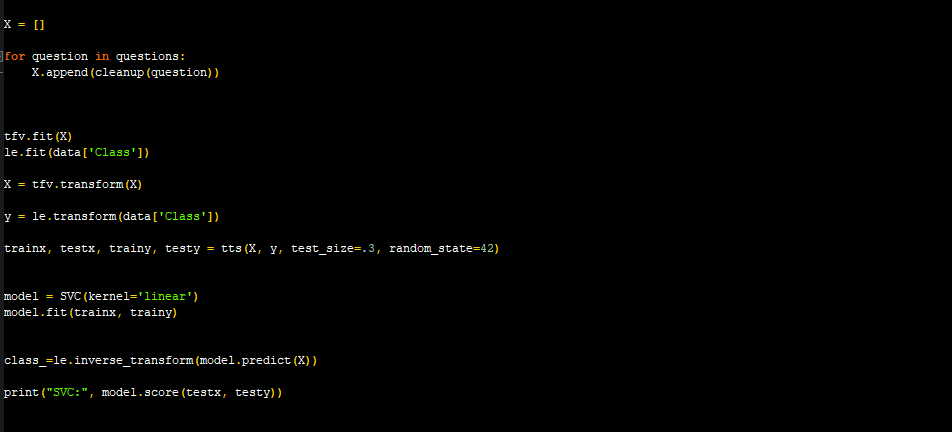 X = []
for question in questions:
    X.append(cleanup(question))
tfv.fit(X)
le.fit(data['Class'])
X = tfv.transform(X)
y = le.transform(data['Class'])
trainx, testx, trainy, testy = tts(X, y, test_size=.3, random_state=42)
model = SVC(kernel='linear')
model.fit(trainx, trainy)
class_=le.inverse_transform(model.predict(X))
print("SVC:", model.score(testx, testy))